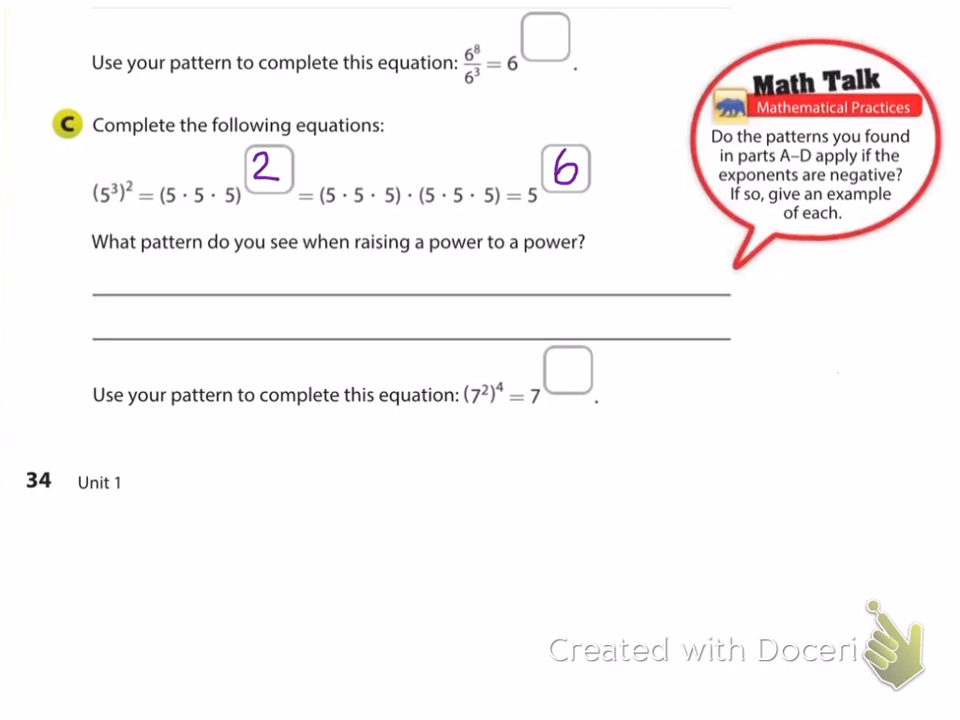 Use your pattern to complete this equation: 6⁸/6³ = 6 .
C Complete the following equations:
(5³)² = (5 · 5 · 5)² = (5 · 5 · 5) · (5 · 5 · 5) = 5⁶
What pattern do you see when raising a power to a power?
Use your pattern to complete this equation: (7²)⁴ = 7 .
34 Unit 1
Math Talk
Mathematical Practices
Do the patterns you found
in parts A–D apply if the
exponents are negative?
If so, give an example
of each.
Created with Doceri